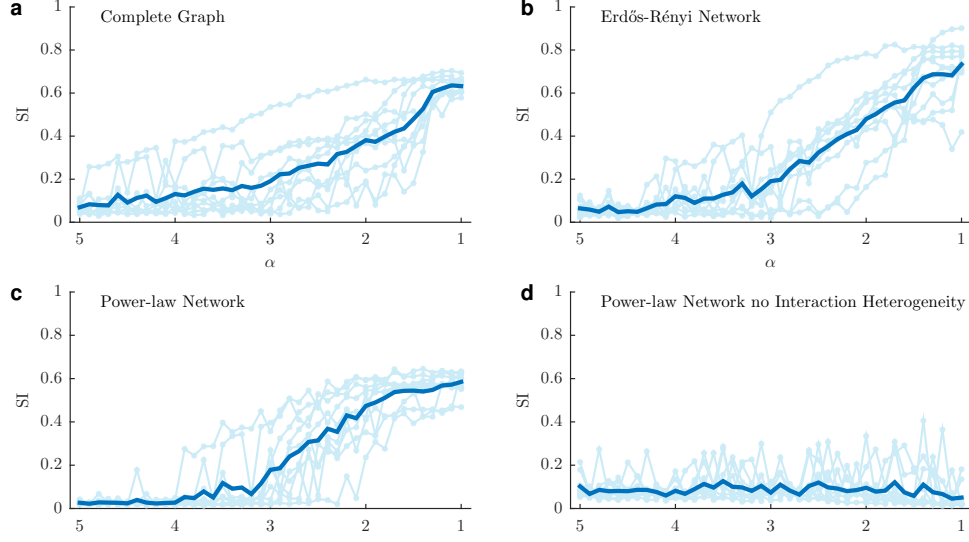 a
Complete Graph
1
0.8
0.6
0.4
0.2
0
SI
5 4 3 2 1
α
b
Erdős-Rényi Network
1
0.8
0.6
0.4
0.2
0
SI
5 4 3 2 1
α
c
Power-law Network
1
0.8
0.6
0.4
0.2
0
SI
5 4 3 2 1
d
Power-law Network no Interaction Heterogeneity
1
0.8
0.6
0.4
0.2
0
SI
5 4 3 2 1